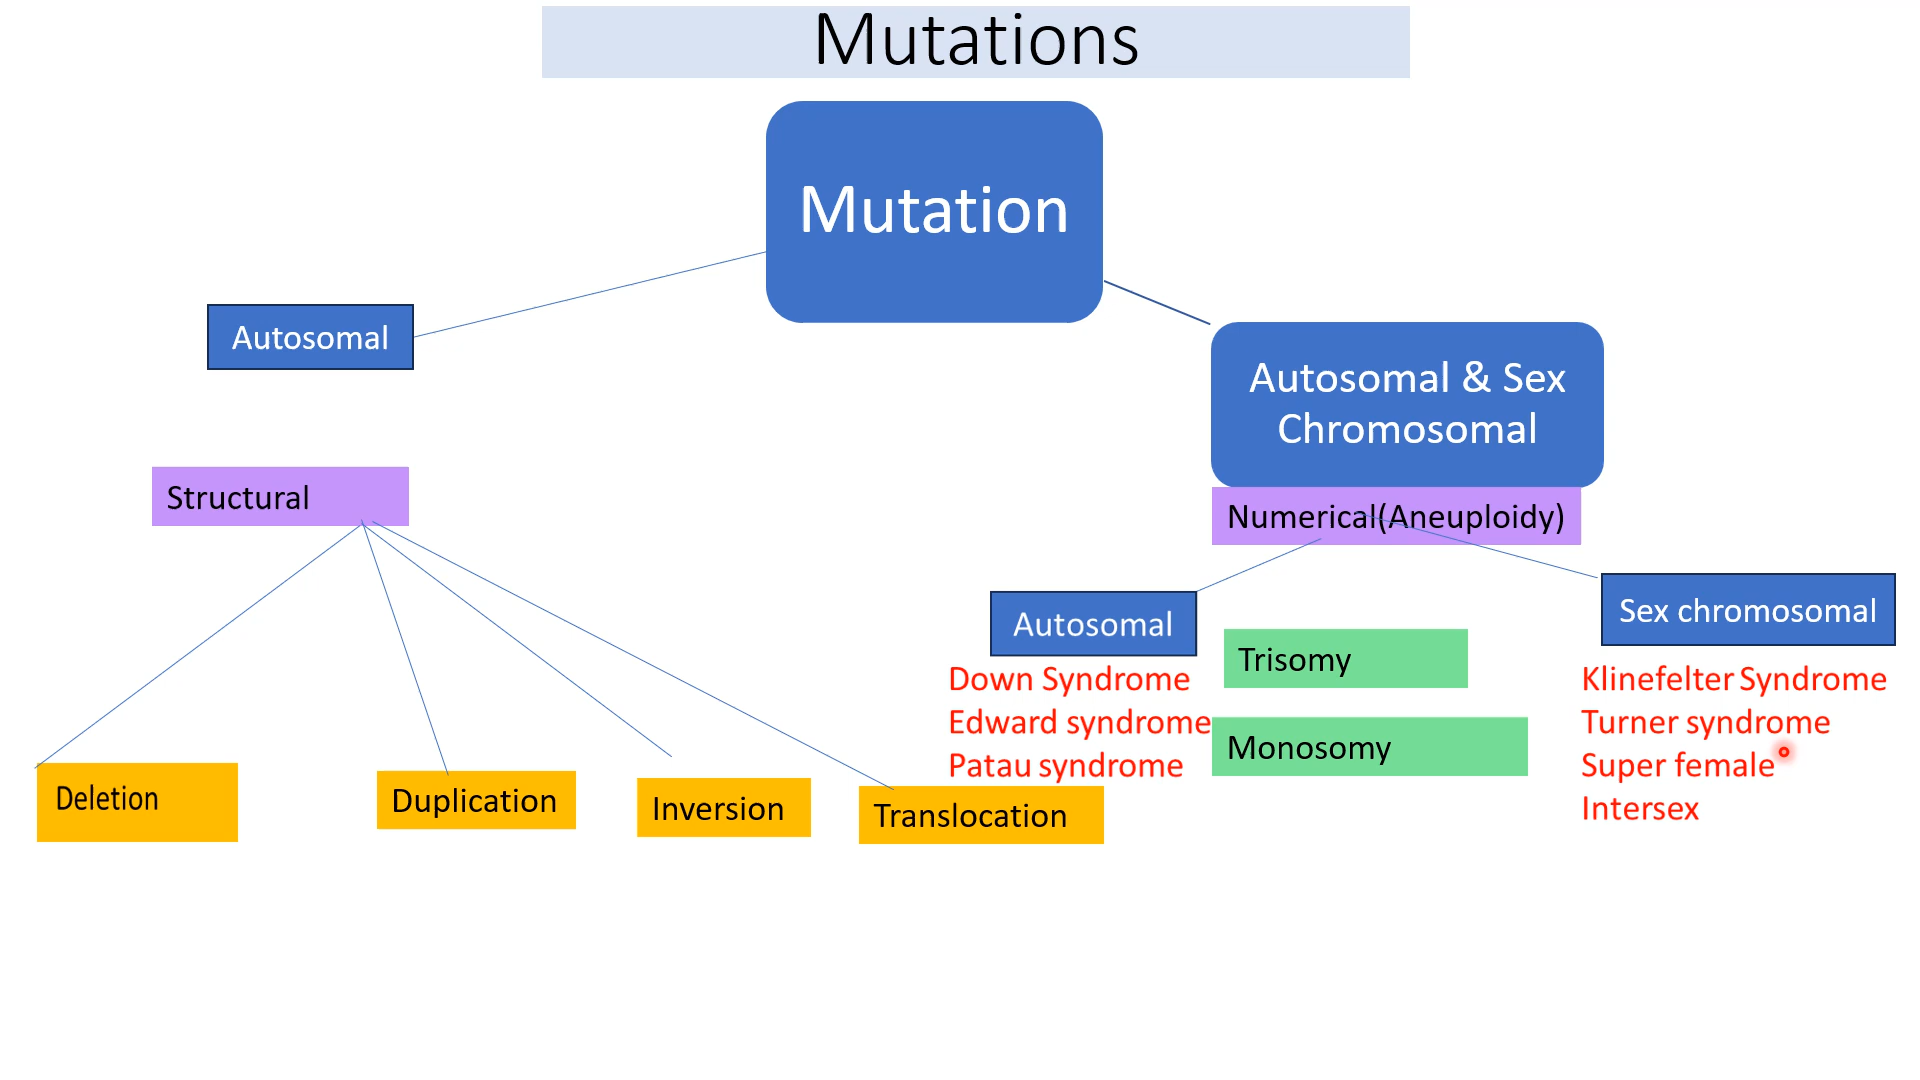 Mutations
Mutation
Autosomal
Autosomal & Sex
Chromosomal
Structural
Numerical(Aneuploidy)
Autosomal
Sex chromosomal
Trisomy
Monosomy
Down Syndrome
Edward syndrome
Patau syndrome
Klinefelter Syndrome
Turner syndrome
Super female
Intersex
Deletion
Duplication
Inversion
Translocation